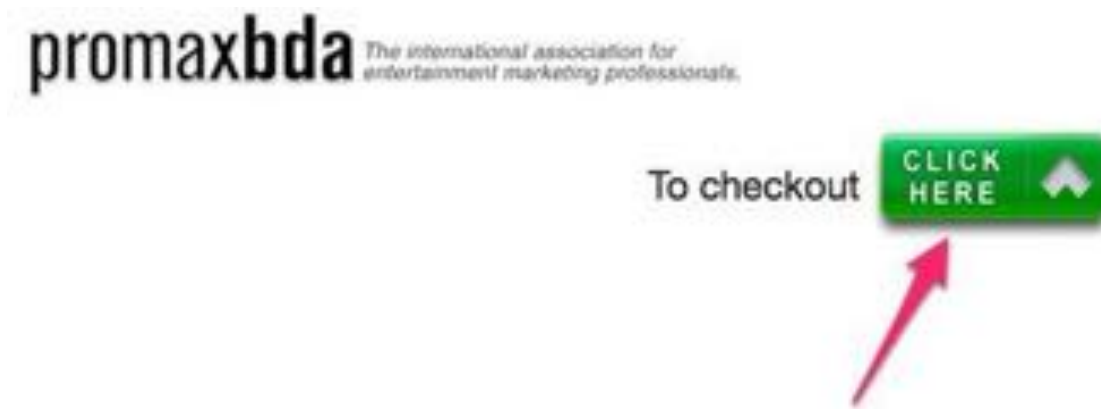 promaxbda
The international association for
entertainment marketing professionals.
To checkout
CLICK
HERE